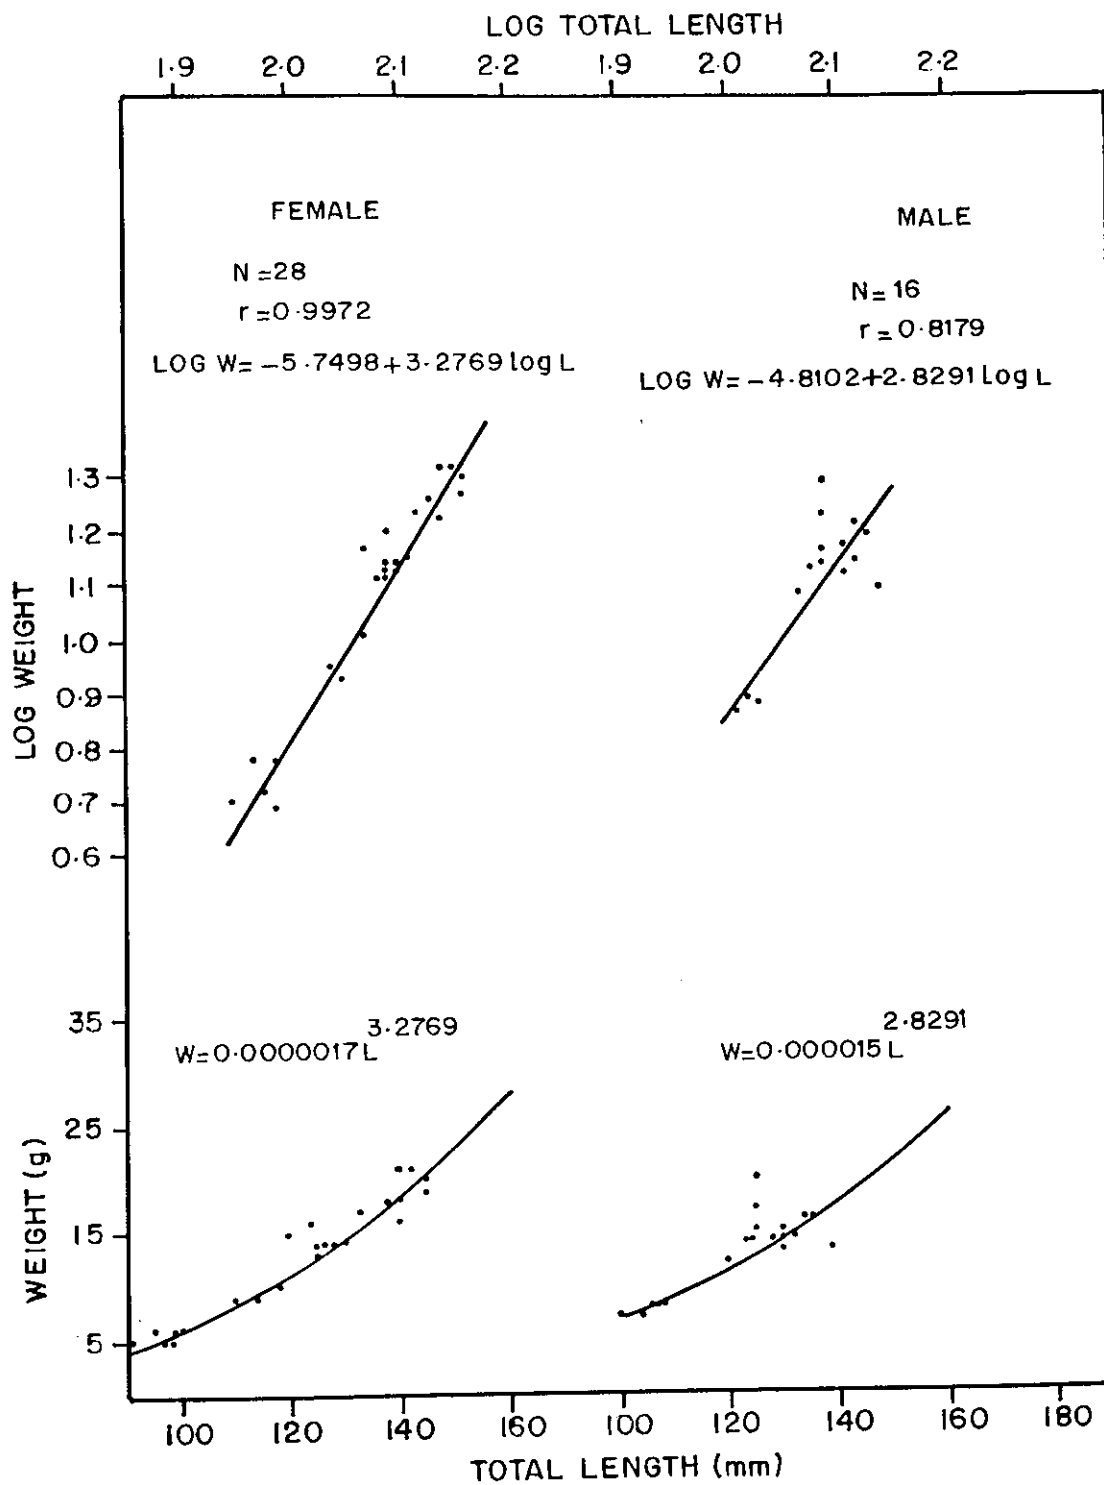 LOG TOTAL LENGTH
1·9 2·0 2·1 2·2 1·9 2·0 2·1 2·2
FEMALE
MALE
N=28
r=0·9972
N=16
r=0·8179
LOG W=-5·7498+3·2769 log L
LOG W=-4·8102+2·8291 log L
LOG WEIGHT
1·3
1·2
1·1
1·0
0·9
0·8
0·7
0·6
WEIGHT (g)
35
25
15
5
3·2769
W=0·0000017L
2·8291
W=0·000015L
100 120 140 160 100 120 140 160 180
TOTAL LENGTH (mm)